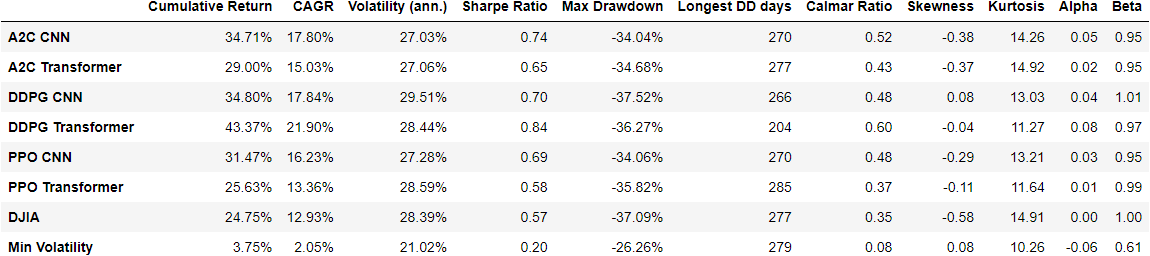 Cumulative Return CAGR Volatility (ann.) Sharpe Ratio Max Drawdown Longest DD days Calmar Ratio Skewness Kurtosis Alpha Beta
A2C CNN 34.71% 17.80% 27.03% 0.74 -34.04% 270 0.52 -0.38 14.26 0.05 0.95
A2C Transformer 29.00% 15.03% 27.06% 0.65 -34.68% 277 0.43 -0.37 14.92 0.02 0.95
DDPG CNN 34.80% 17.84% 29.51% 0.70 -37.52% 266 0.48 0.08 13.03 0.04 1.01
DDPG Transformer 43.37% 21.90% 28.44% 0.84 -36.27% 204 0.60 -0.04 11.27 0.08 0.97
PPO CNN 31.47% 16.23% 27.28% 0.69 -34.06% 270 0.48 -0.29 13.21 0.03 0.95
PPO Transformer 25.63% 13.36% 28.59% 0.58 -35.82% 285 0.37 -0.11 11.64 0.01 0.99
DJIA 24.75% 12.93% 28.39% 0.57 -37.09% 277 0.35 -0.58 14.91 0.00 1.00
Min Volatility 3.75% 2.05% 21.02% 0.20 -26.26% 279 0.08 0.08 10.26 -0.06 0.61